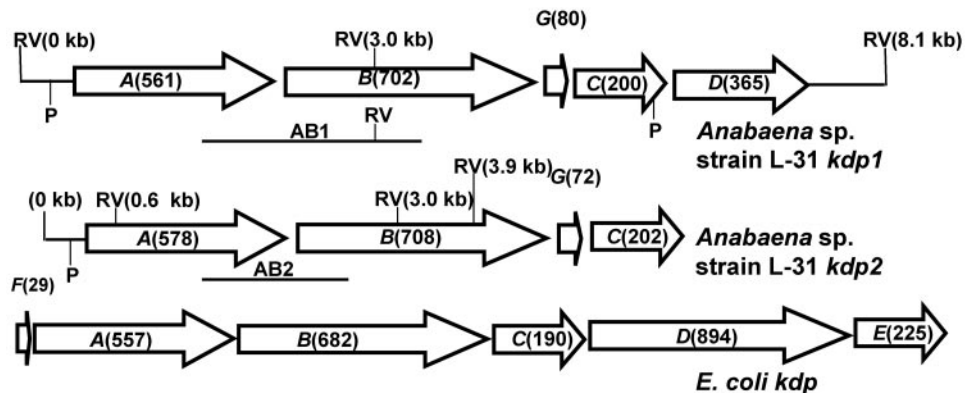 G(80)
RV(0 kb) RV(3.0 kb) RV(8.1 kb)
A(561) B(702) C(200) D(365)
P RV P
AB1 Anabaena sp.
strain L-31 kdp1
RV(3.9 kb) G(72)
(0 kb) RV(0.6 kb) RV(3.0 kb)
A(578) B(708) C(202) Anabaena sp.
P strain L-31 kdp2
AB2
F(29)
A(557) B(682) C(190) D(894) E(225)
E. coli kdp